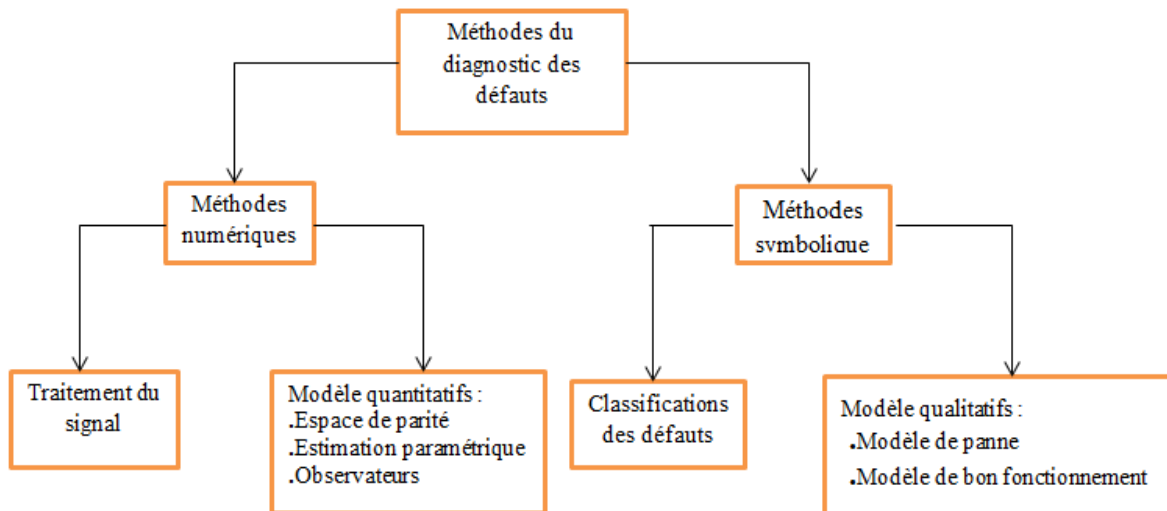 Méthodes du
diagnostic des
défauts
Méthodes
numériques
Méthodes
symbolique
Traitement du
signal
Modèle quantitatifs :
.Espace de parité
.Estimation paramétrique
.Observateurs
Classifications
des défauts
Modèle qualitatifs :
.Modèle de panne
.Modèle de bon fonctionnement